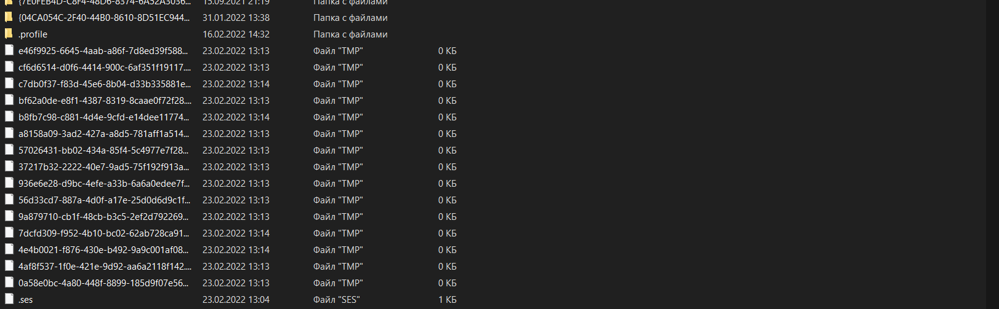 {7E0FEB4D-C8F4-48D6-8374-6A52A3036... 15.09.2021 21:19 Папка с файлами
{04CA054C-2F40-44B0-8610-8D51EC944... 31.01.2022 13:38 Папка с файлами
.profile 16.02.2022 14:32 Папка с файлами
e46f9925-6645-4aab-a86f-7d8ed39f588... 23.02.2022 13:13 Файл "TMP" 0 КБ
cf6d6514-d0f6-4414-900c-6af351f19117.... 23.02.2022 13:13 Файл "TMP" 0 КБ
c7db0f37-f83d-45e6-8b04-d33b335881e... 23.02.2022 13:14 Файл "TMP" 0 КБ
bf62a0de-e8f1-4387-8319-8caae0f72f28.... 23.02.2022 13:13 Файл "TMP" 0 КБ
b8fb7c98-c881-4d4e-9cfd-e14dee11774... 23.02.2022 13:14 Файл "TMP" 0 КБ
a8158a09-3ad2-427a-a8d5-781aff1a514... 23.02.2022 13:13 Файл "TMP" 0 КБ
57026431-bb02-434a-85f4-5c4977e7f28... 23.02.2022 13:13 Файл "TMP" 0 КБ
37217b32-2222-40e7-9ad5-75f192f913a... 23.02.2022 13:13 Файл "TMP" 0 КБ
936e6e28-d9bc-4efe-a33b-6a6a0edee7f... 23.02.2022 13:13 Файл "TMP" 0 КБ
56d33cd7-887a-4d0f-a17e-25d0d6d9c1f... 23.02.2022 13:13 Файл "TMP" 0 КБ
9a879710-cb1f-48cb-b3c5-2ef2d792269... 23.02.2022 13:13 Файл "TMP" 0 КБ
7dcfd309-f952-4b10-bc02-62ab728ca91... 23.02.2022 13:14 Файл "TMP" 0 КБ
4e4b0021-f876-430e-b492-9a9c001af08... 23.02.2022 13:14 Файл "TMP" 0 КБ
4af8f537-1f0e-421e-9d92-aa6a2118f142.... 23.02.2022 13:13 Файл "TMP" 0 КБ
0a58e0bc-4a80-448f-8899-185d9f07e56... 23.02.2022 13:13 Файл "TMP" 0 КБ
.ses 23.02.2022 13:04 Файл "SES" 1 КБ